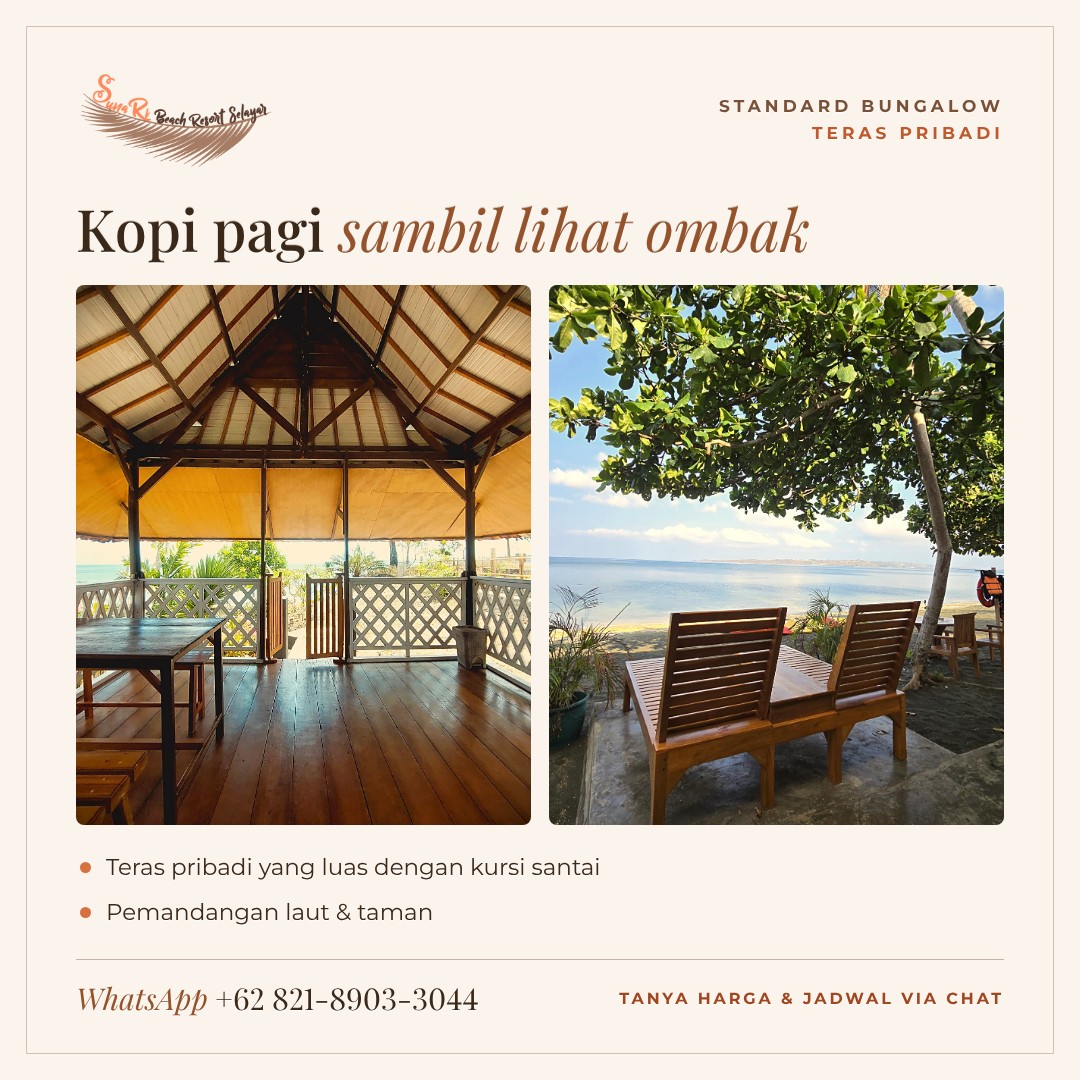 SunaRi Beach Resort Selayar
STANDARD BUNGALOW
TERAS PRIBADI
Kopi pagi sambil lihat ombak
Teras pribadi yang luas dengan kursi santai
Pemandangan laut & taman
WhatsApp +62 821-8903-3044
TANYA HARGA & JADWAL VIA CHAT